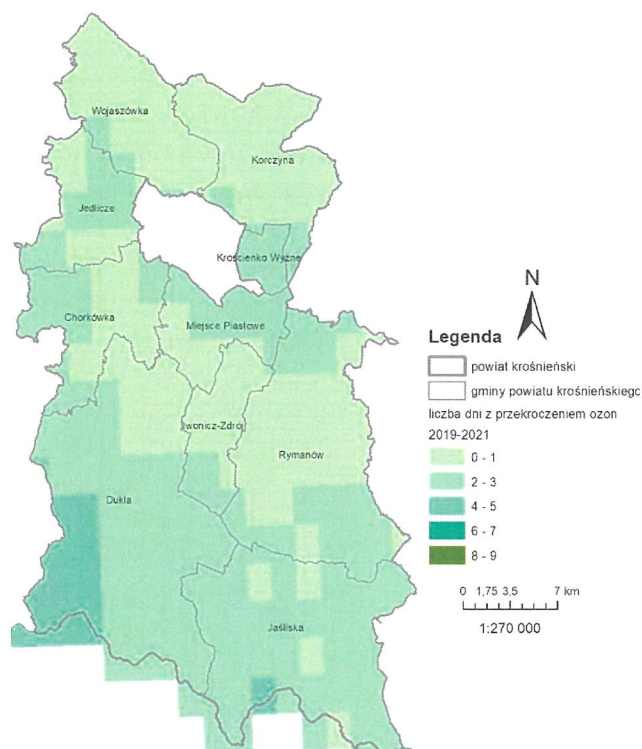 Wojaszówka
Korczyna
Jedlicze
Krościenko Wyżne
Chorkówka
Miejsce Piastowe
Iwonicz-Zdrój
Rymanów
Dukla
Jaśliska
N
Legenda
powiat krośnieński
gminy powiatu krośnieńskiego
liczba dni z przekroczeniem ozon
2019-2021
0 - 1
2 - 3
4 - 5
6 - 7
8 - 9
0 1,75 3,5 7 km
1:270 000